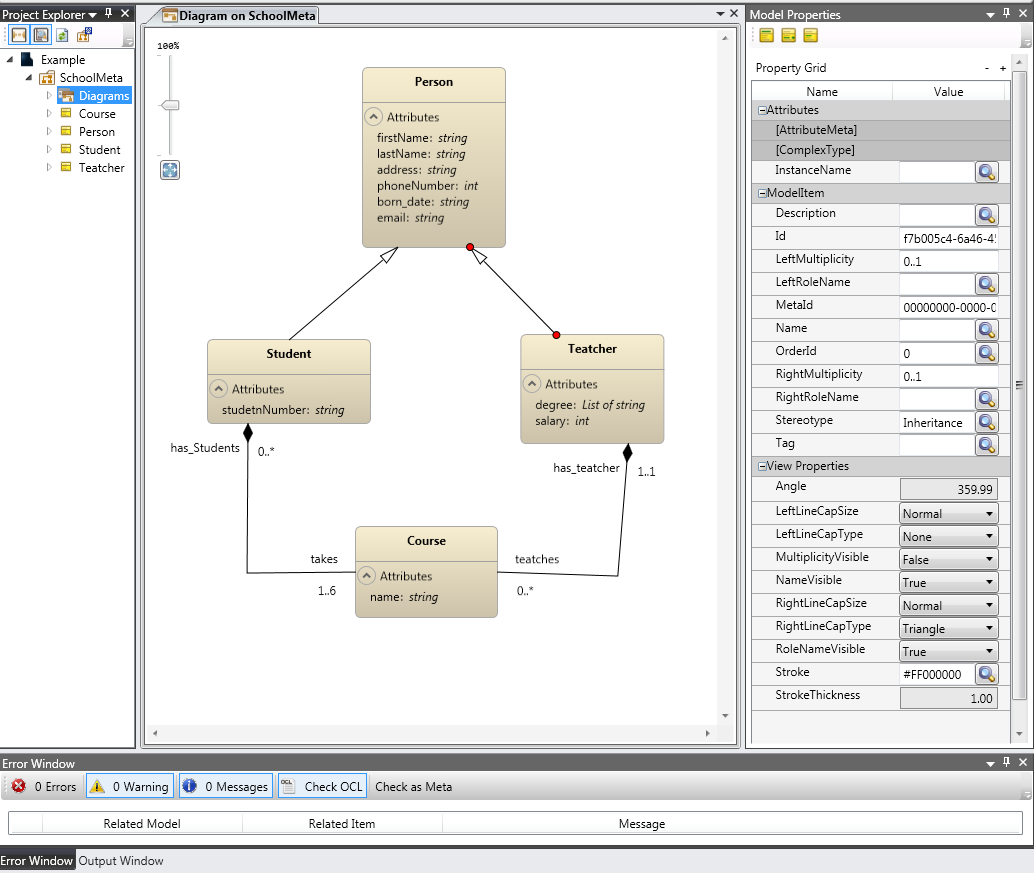 Project Explorer
Example
SchoolMeta
Diagrams
Course
Person
Student
Teatcher
Diagram on SchoolMeta
100%
Person
Attributes
firstName: string
lastName: string
address: string
phoneNumber: int
born_date: string
email: string
Student
Attributes
studetnNumber: string
Teatcher
Attributes
degree: List of string
salary: int
has_Students
0..*
has_teatcher
1..1
Course
Attributes
name: string
takes
1..6
teatches
0..*
Model Properties
Property Grid - +
Name Value
Attributes
[AttributeMeta]
[ComplexType]
InstanceName
ModelItem
Description
Id f7b005c4-6a46-4
LeftMultiplicity 0..1
LeftRoleName
MetaId 00000000-0000-0
Name
OrderId 0
RightMultiplicity 0..1
RightRoleName
Stereotype Inheritance
Tag
View Properties
Angle 359.99
LeftLineCapSize Normal
LeftLineCapType None
MultiplicityVisible False
NameVisible True
RightLineCapSize Normal
RightLineCapType Triangle
RoleNameVisible True
Stroke #FF000000
StrokeThickness 1.00
Error Window
0 Errors 0 Warning 0 Messages OCL Check OCL Check as Meta
Related Model Related Item Message
Error Window Output Window